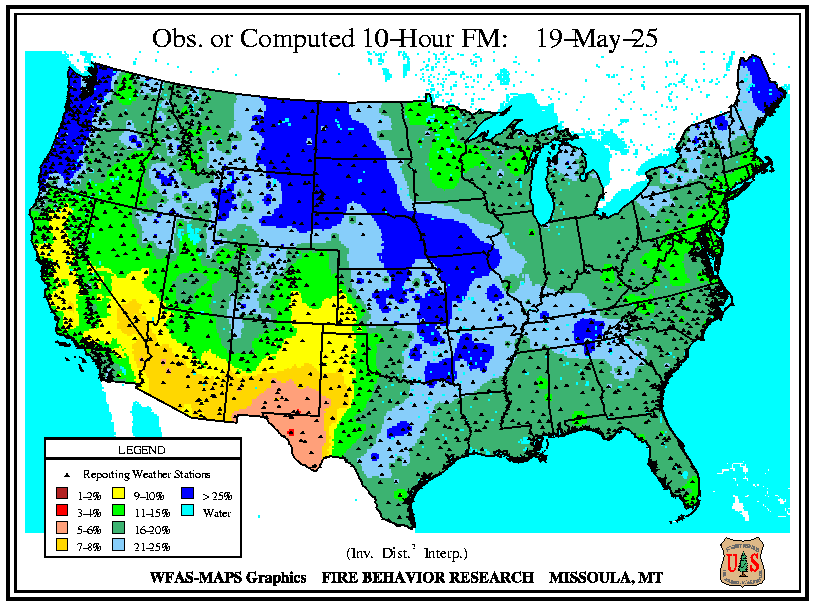 Obs. or Computed 10-Hour FM: 19-May-25
LEGEND
Reporting Weather Stations
1-2% 9-10% > 25%
3-4% 11-15% Water
5-6% 16-20%
7-8% 21-25%
(Inv. Dist.² Interp.)
WFAS-MAPS Graphics FIRE BEHAVIOR RESEARCH MISSOULA, MT
U S